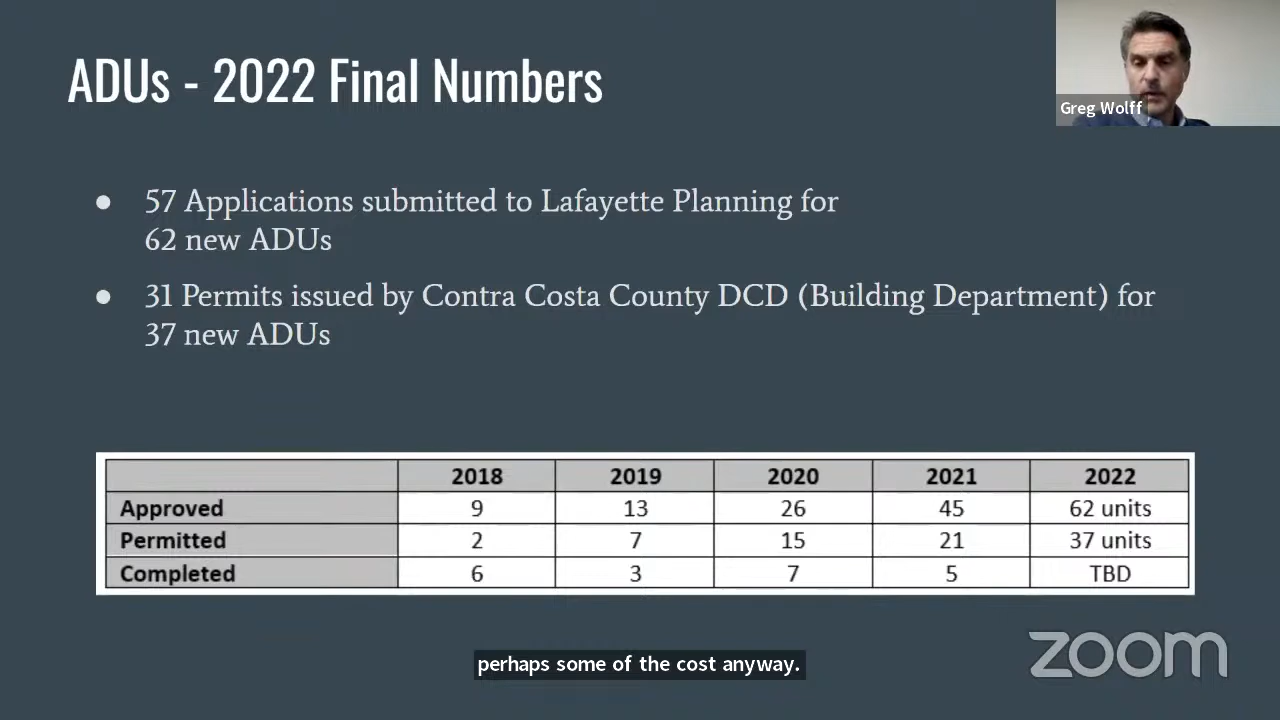 ADUs - 2022 Final Numbers
Greg Wolff
● 57 Applications submitted to Lafayette Planning for
62 new ADUs
● 31 Permits issued by Contra Costa County DCD (Building Department) for
37 new ADUs
2018 2019 2020 2021 2022
Approved 9 13 26 45 62 units
Permitted 2 7 15 21 37 units
Completed 6 3 7 5 TBD
perhaps some of the cost anyway.
zoom